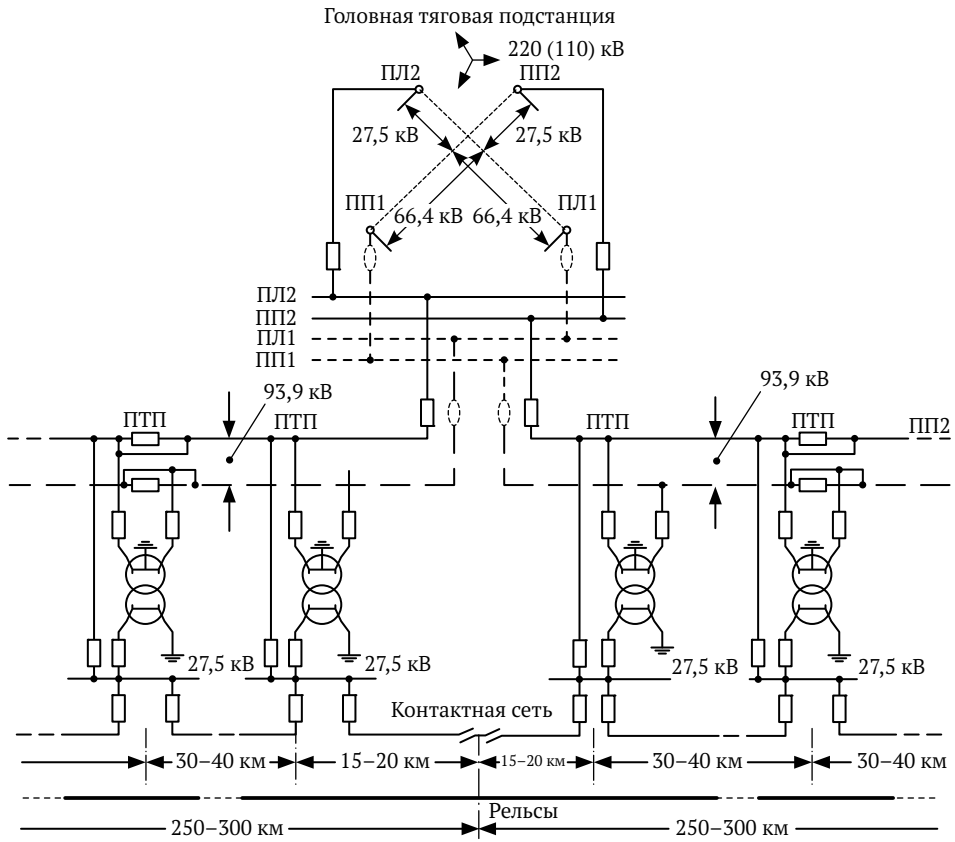 Головная тяговая подстанция
220 (110) кВ
ПЛ2
ПП2
27,5 кВ
27,5 кВ
ПП1
ПЛ1
66,4 кВ
66,4 кВ
ПЛ2
ПП2
ПЛ1
ПП1
93,9 кВ
93,9 кВ
ПТП
ПТП
ПТП
ПТП
ПП2
27,5 кВ
27,5 кВ
27,5 кВ
27,5 кВ
Контактная сеть
30–40 км
15–20 км
15–20 км
30–40 км
30–40 км
Рельсы
250–300 км
250–300 км